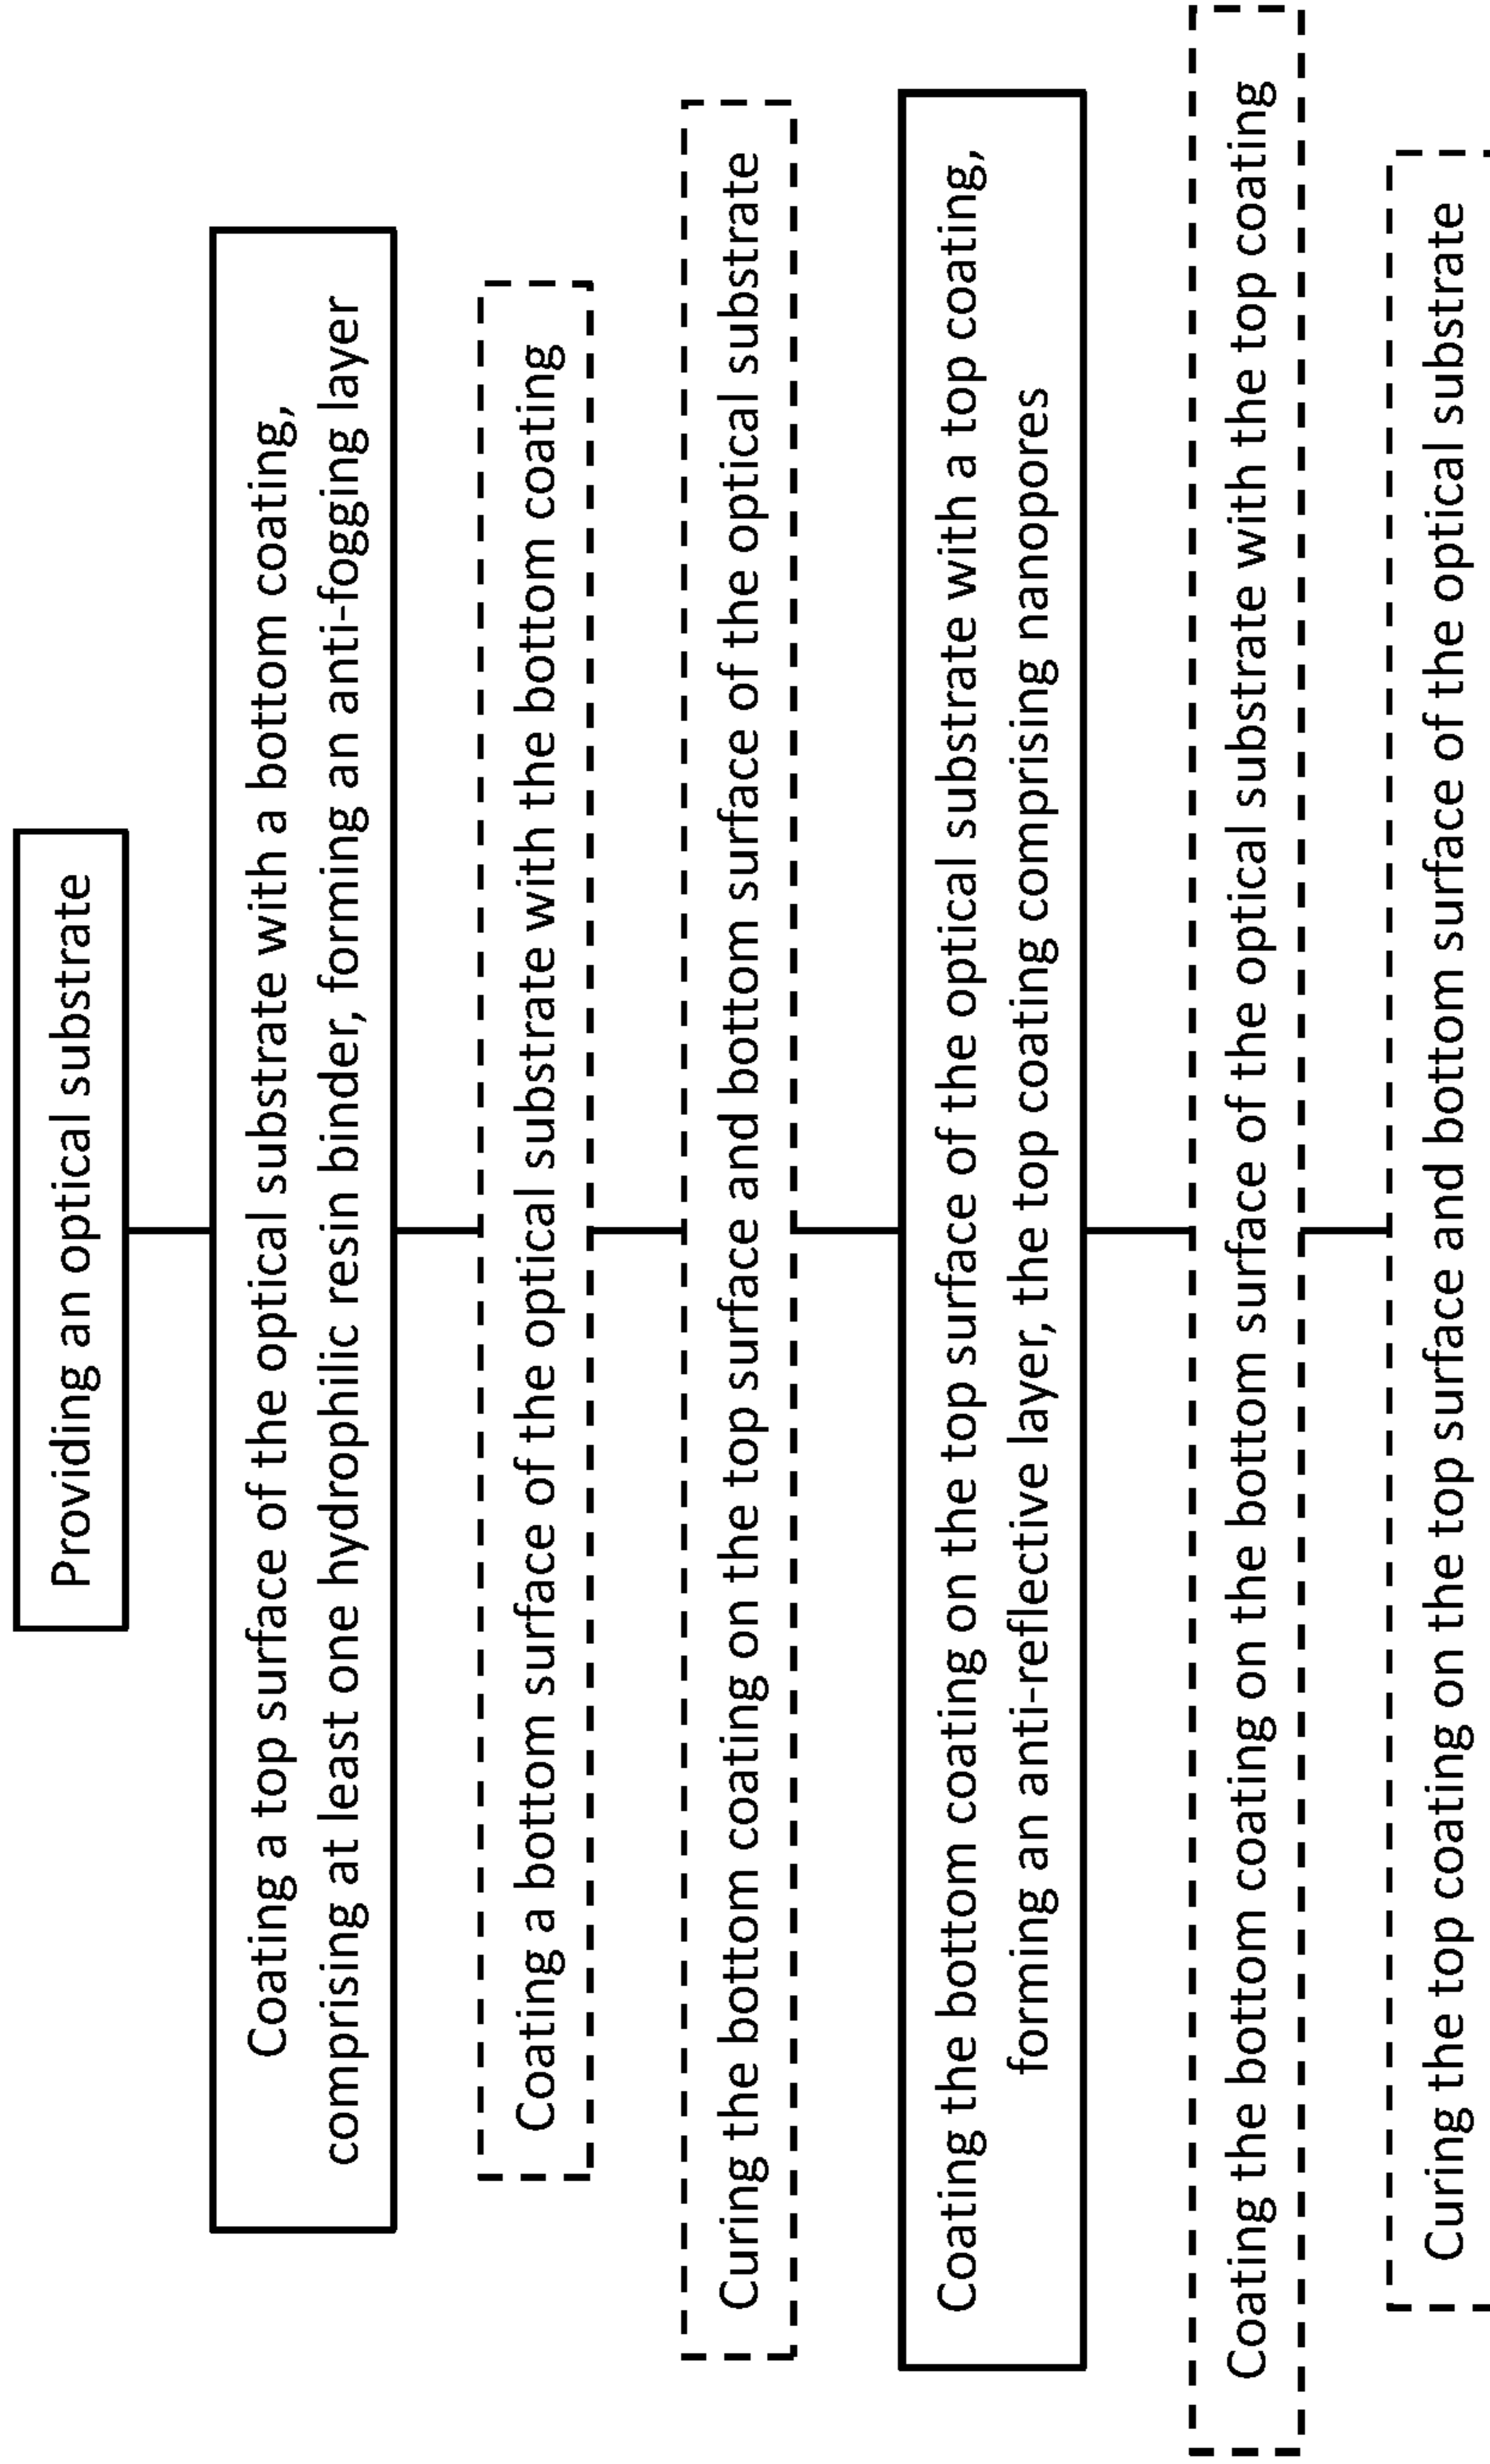 Providing an optical substrate
Coating a top surface of the optical substrate with a bottom coating,
comprising at least one hydrophilic resin binder, forming an anti-fogging layer
Coating a bottom surface of the optical substrate with the bottom coating
Curing the bottom coating on the top surface and bottom surface of the optical substrate
Coating the bottom coating on the top surface of the optical substrate with a top coating,
forming an anti-reflective layer, the top coating comprising nanopores
Coating the bottom coating on the bottom surface of the optical substrate with the top coating
Curing the top coating on the top surface and bottom surface of the optical substrate